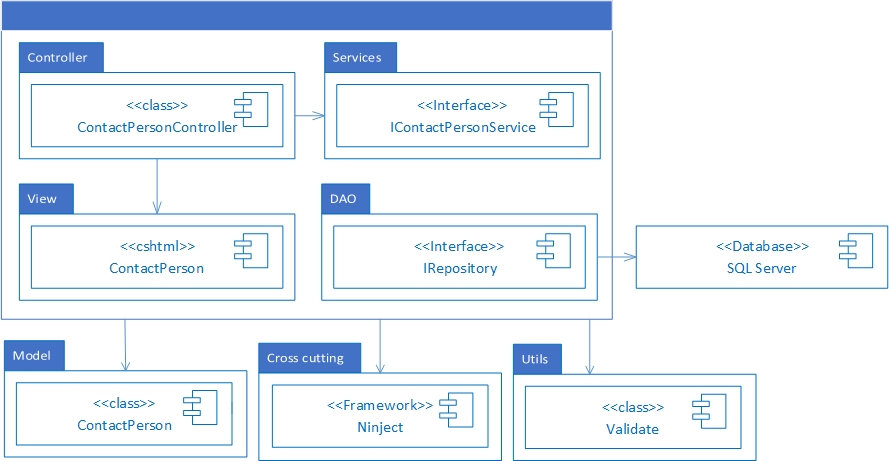 Controller
<<class>>
ContactPersonController
Services
<<Interface>>
IContactPersonService
View
<<cshtml>>
ContactPerson
DAO
<<Interface>>
IRepository
<<Database>>
SQL Server
Model
<<class>>
ContactPerson
Cross cutting
<<Framework>>
Ninject
Utils
<<class>>
Validate